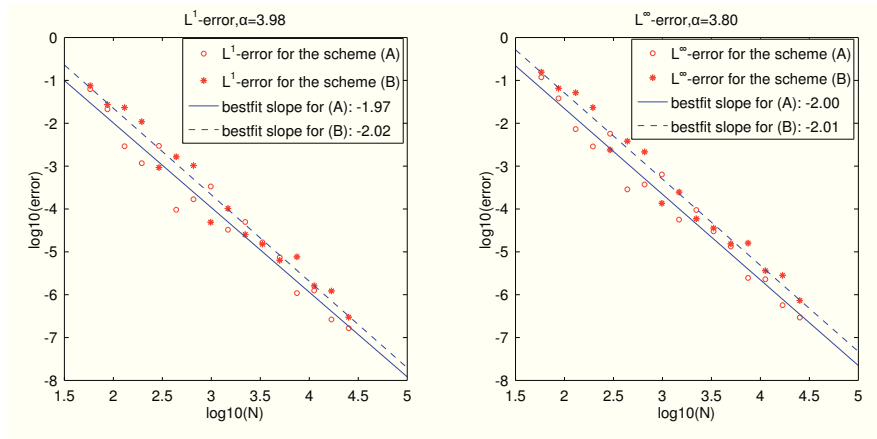 L¹-error,α=3.98
0
-1
-2
-3
-4
-5
-6
-7
-8
log10(error)
L¹-error for the scheme (A)
L¹-error for the scheme (B)
bestfit slope for (A): -1.97
bestfit slope for (B): -2.02
1.5 2 2.5 3 3.5 4 4.5 5
log10(N)
L∞-error,α=3.80
0
-1
-2
-3
-4
-5
-6
-7
-8
log10(error)
L∞-error for the scheme (A)
L∞-error for the scheme (B)
bestfit slope for (A): -2.00
bestfit slope for (B): -2.01
1.5 2 2.5 3 3.5 4 4.5 5
log10(N)